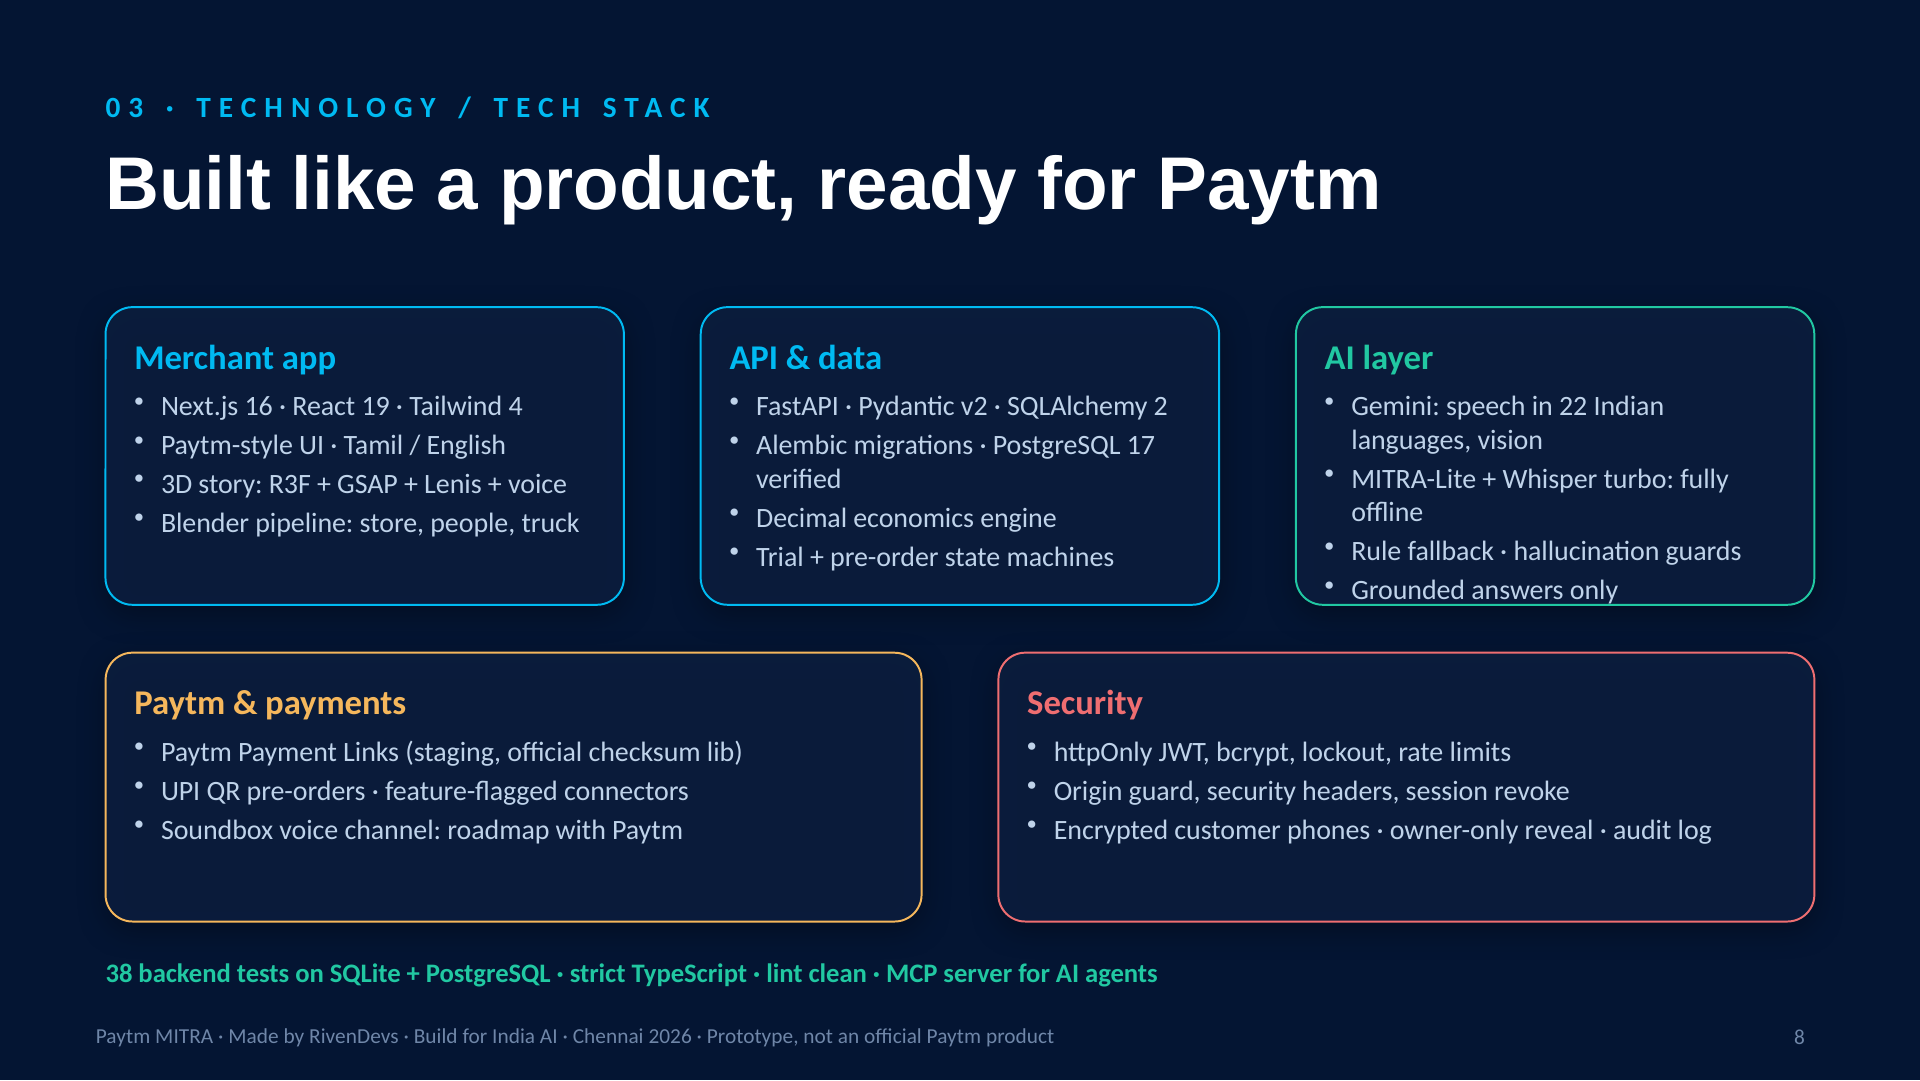 03 · TECHNOLOGY / TECH STACK
Built like a product, ready for Paytm
Merchant app
• Next.js 16 · React 19 · Tailwind 4
• Paytm-style UI · Tamil / English
• 3D story: R3F + GSAP + Lenis + voice
• Blender pipeline: store, people, truck
API & data
• FastAPI · Pydantic v2 · SQLAlchemy 2
• Alembic migrations · PostgreSQL 17
verified
• Decimal economics engine
• Trial + pre-order state machines
AI layer
• Gemini: speech in 22 Indian
languages, vision
• MITRA-Lite + Whisper turbo: fully
offline
• Rule fallback · hallucination guards
• Grounded answers only
Paytm & payments
• Paytm Payment Links (staging, official checksum lib)
• UPI QR pre-orders · feature-flagged connectors
• Soundbox voice channel: roadmap with Paytm
Security
• httpOnly JWT, bcrypt, lockout, rate limits
• Origin guard, security headers, session revoke
• Encrypted customer phones · owner-only reveal · audit log
38 backend tests on SQLite + PostgreSQL · strict TypeScript · lint clean · MCP server for AI agents
Paytm MITRA · Made by RivenDevs · Build for India AI · Chennai 2026 · Prototype, not an official Paytm product
8